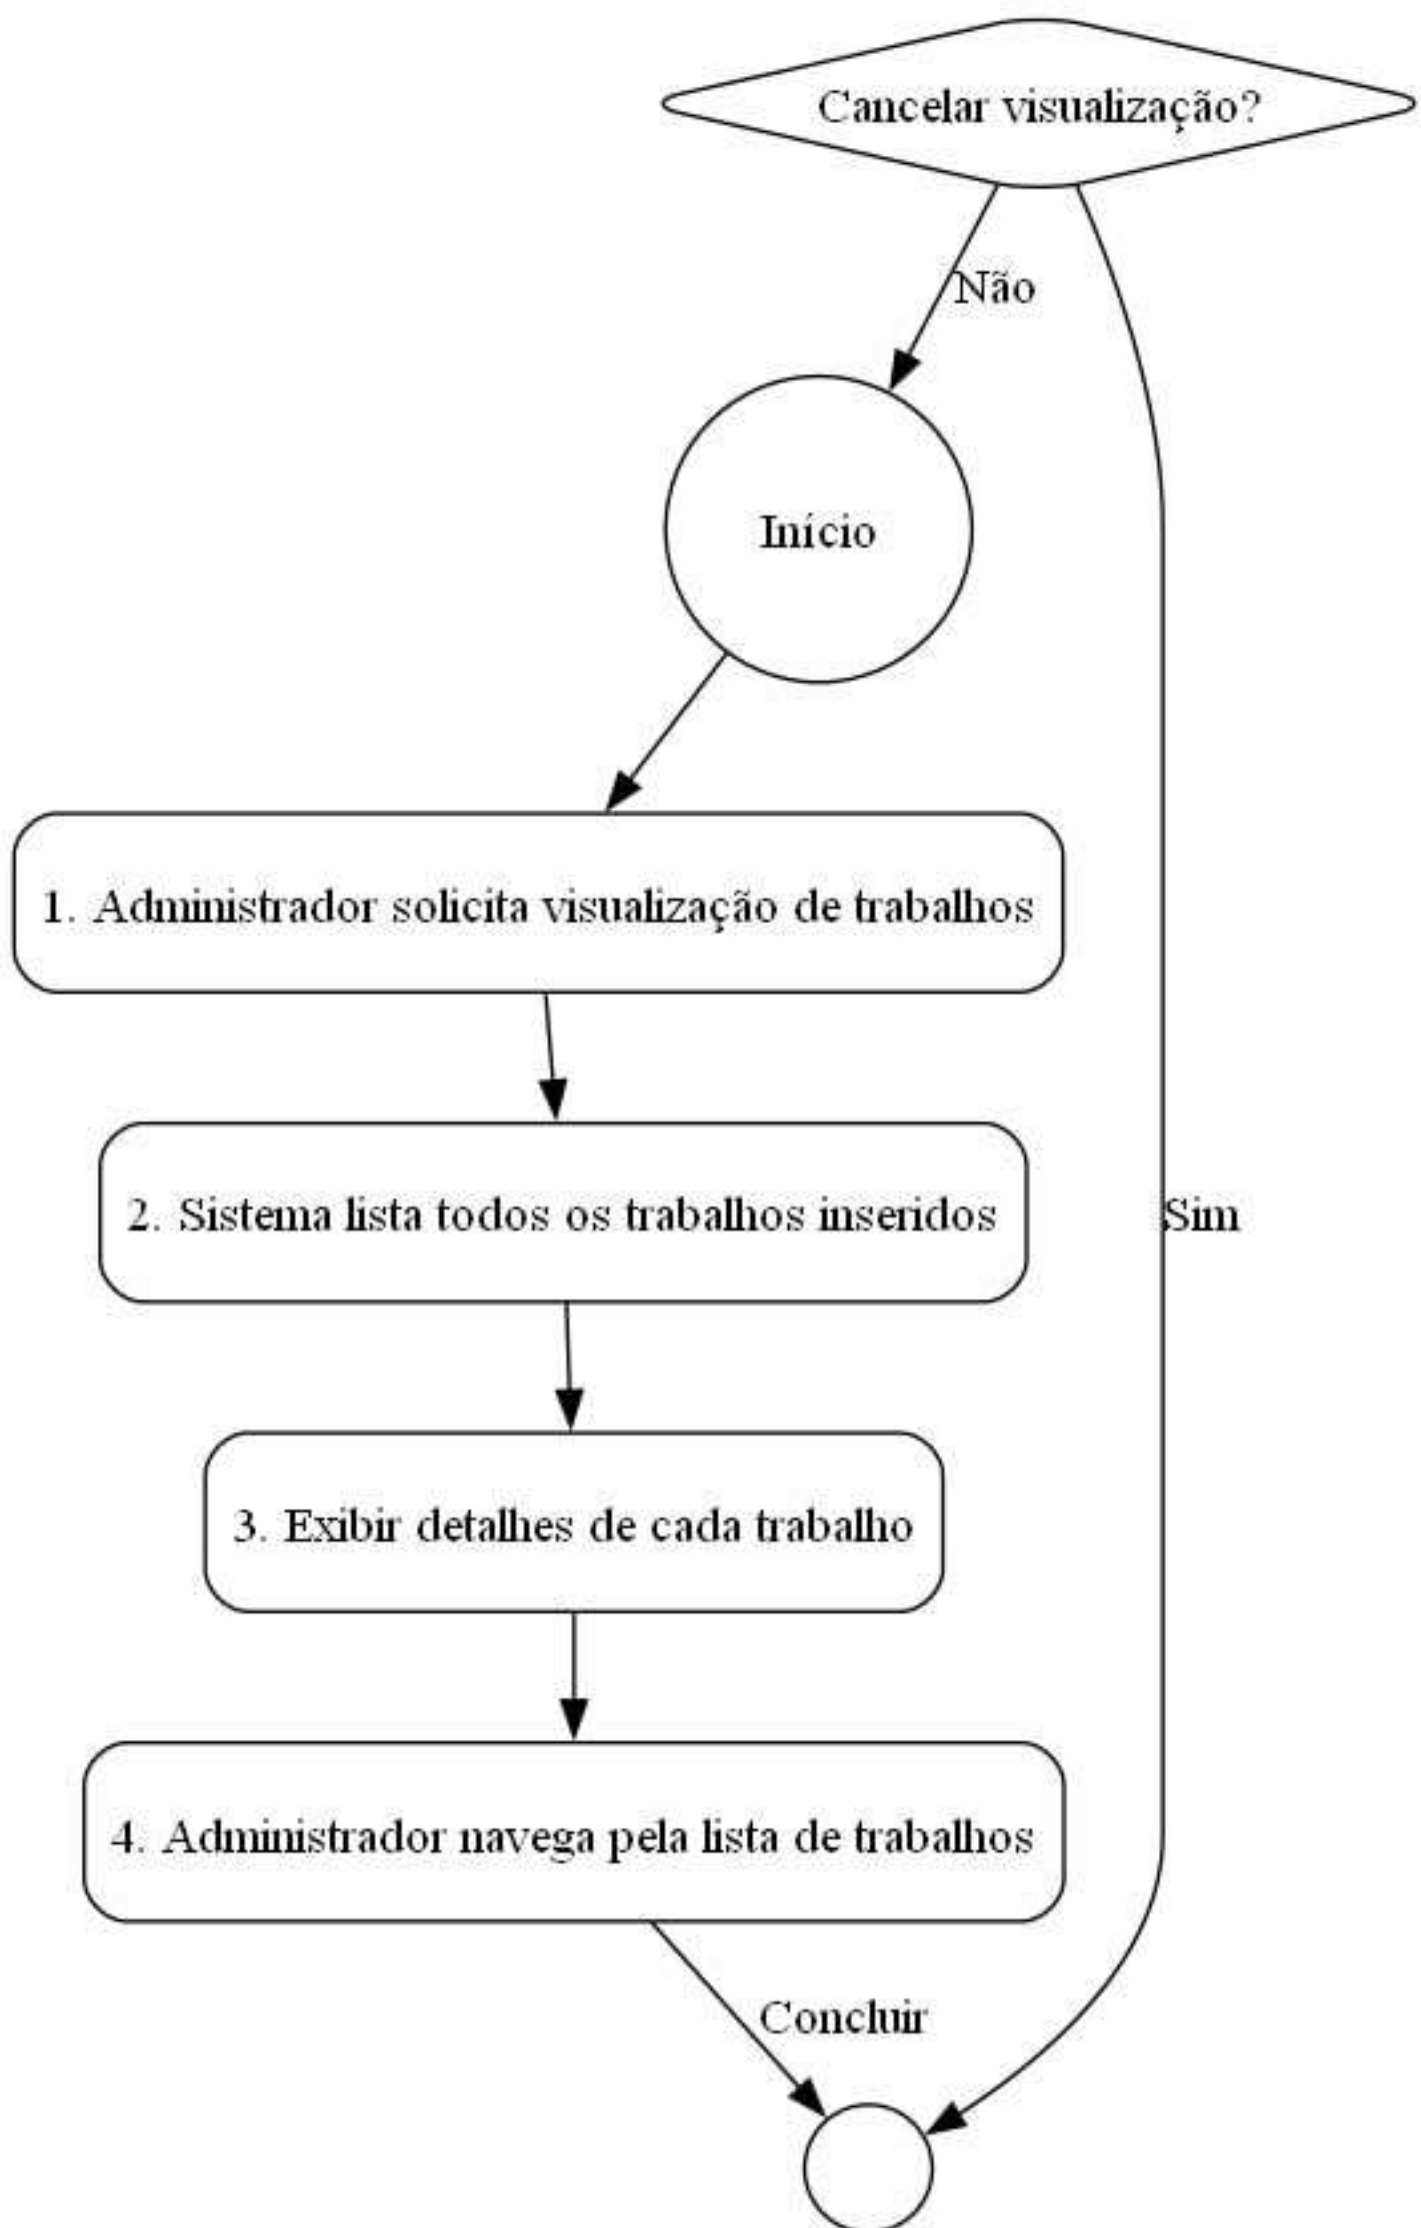 Cancelar visualização?
Não
Início
1. Administrador solicita visualização de trabalhos
2. Sistema lista todos os trabalhos inseridos
Sim
3. Exibir detalhes de cada trabalho
4. Administrador navega pela lista de trabalhos
Concluir